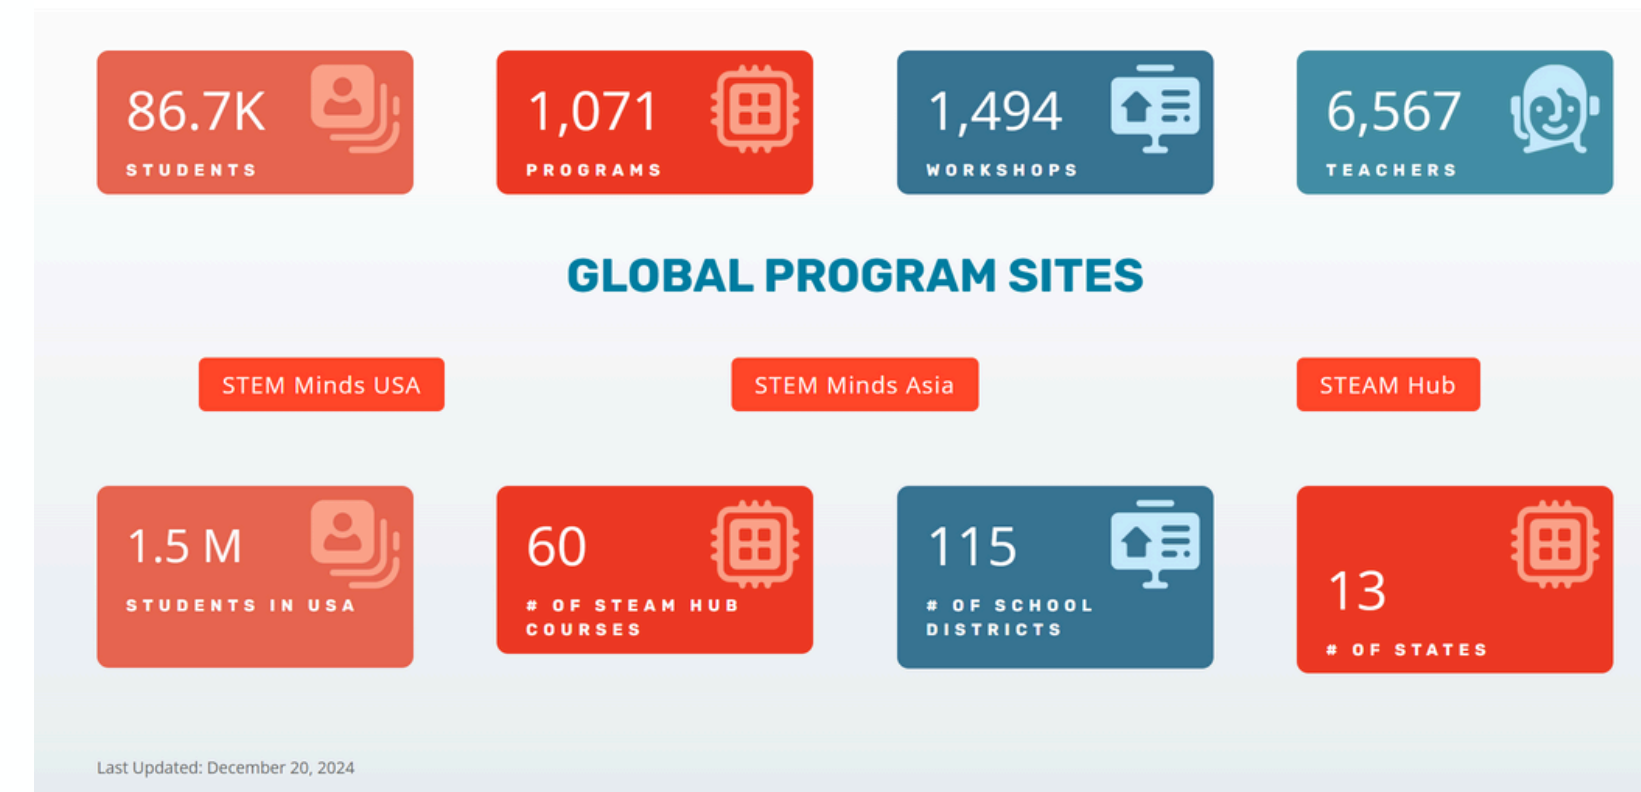 86.7K
STUDENTS
1,071
PROGRAMS
1,494
WORKSHOPS
6,567
TEACHERS
GLOBAL PROGRAM SITES
STEM Minds USA
STEM Minds Asia
STEAM Hub
1.5 M
STUDENTS IN USA
60
# OF STEAM HUB
COURSES
115
# OF SCHOOL
DISTRICTS
13
# OF STATES
Last Updated: December 20, 2024